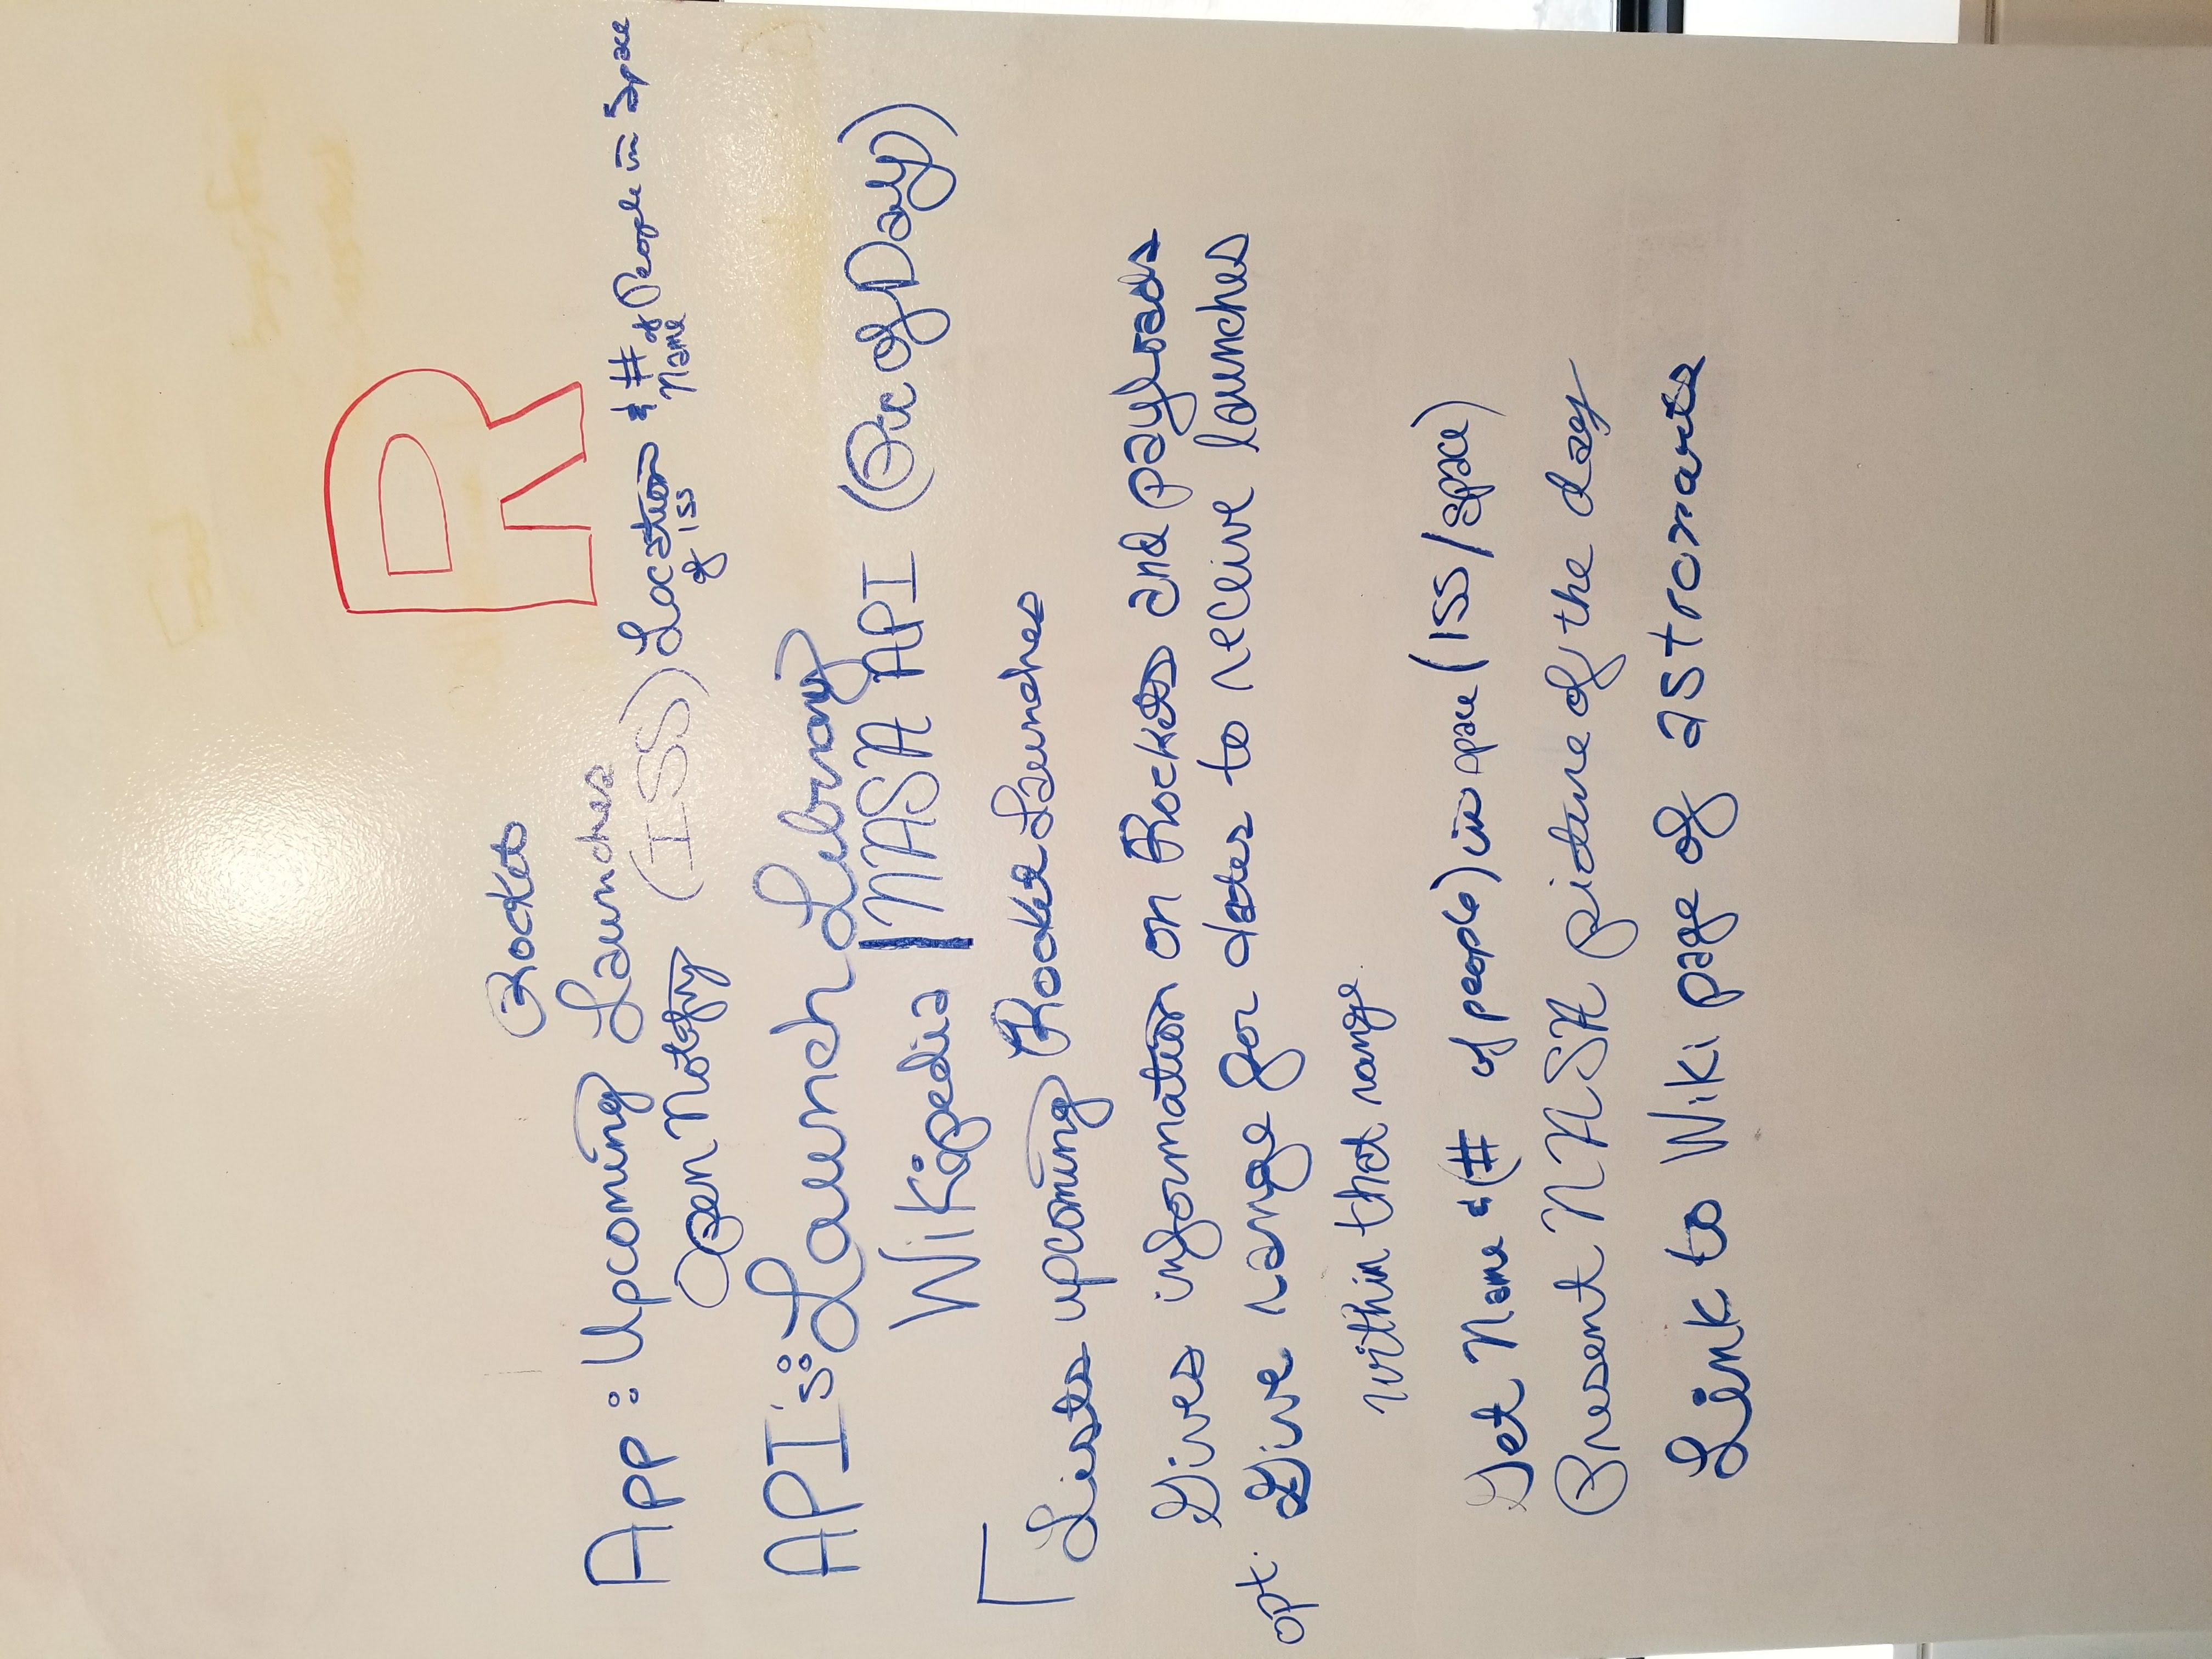 R
Rocket
App: Upcoming Launches
Open Notify (ISS) Location & # of People in Space
of ISS Name
API's: Launch Library
Wikipedia | NASA API (Pic of Day)
Lists upcoming Rocket Launches
Gives information on Rockets and payloads
opt. Give range for dates to receive launches
within that range
Get Name & (# of people) in space (ISS/space)
Present NASA picture of the day
Link to Wiki page of astronauts